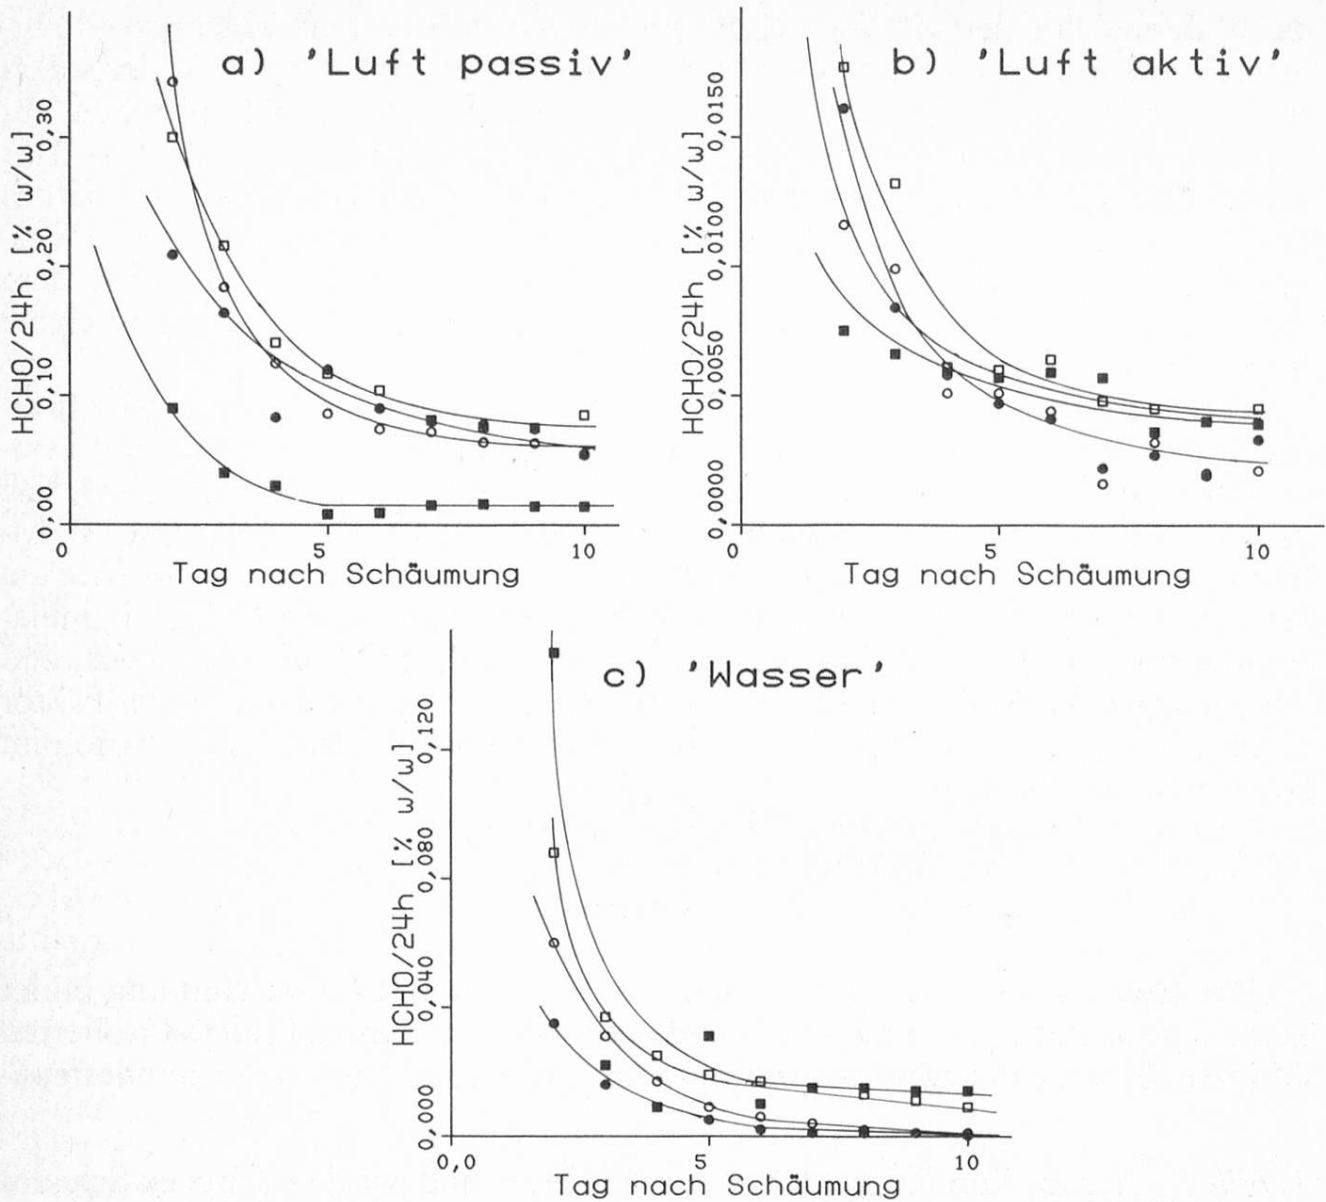 a) 'Luft passiv'
HCHO/24h [% w/w]
0,30
0,20
0,10
0,00
0
5
10
Tag nach Schäumung
b) 'Luft aktiv'
HCHO/24h [% w/w]
0,0150
0,0100
0,0050
0,0000
0
5
10
Tag nach Schäumung
c) 'Wasser'
HCHO/24h [% w/w]
0,120
0,080
0,040
0,000
0,0
5
10
Tag nach Schäumung